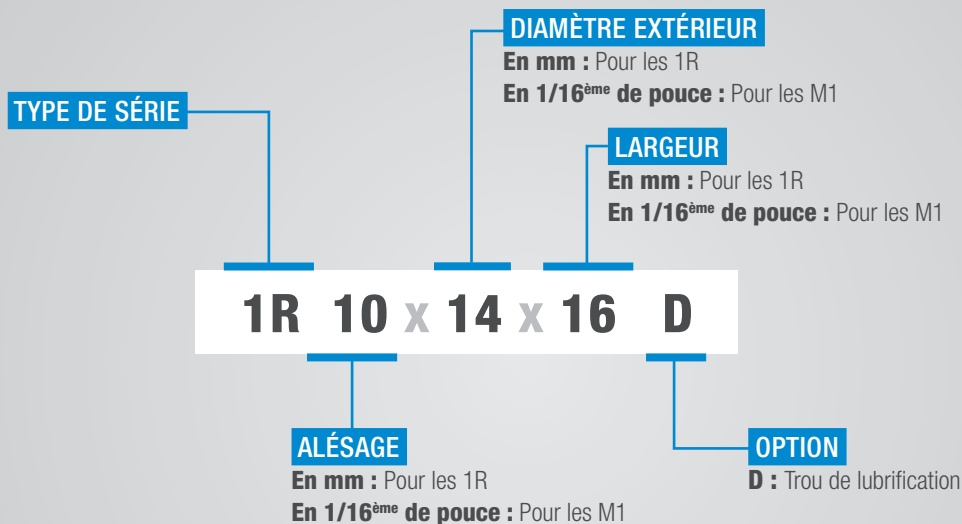 DIAMÈTRE EXTÉRIEUR
En mm : Pour les 1R
En 1/16ème de pouce : Pour les M1
TYPE DE SÉRIE
LARGEUR
En mm : Pour les 1R
En 1/16ème de pouce : Pour les M1
1R 10 x 14 x 16 D
ALÉSAGE
En mm : Pour les 1R
En 1/16ème de pouce : Pour les M1
OPTION
D : Trou de lubrification